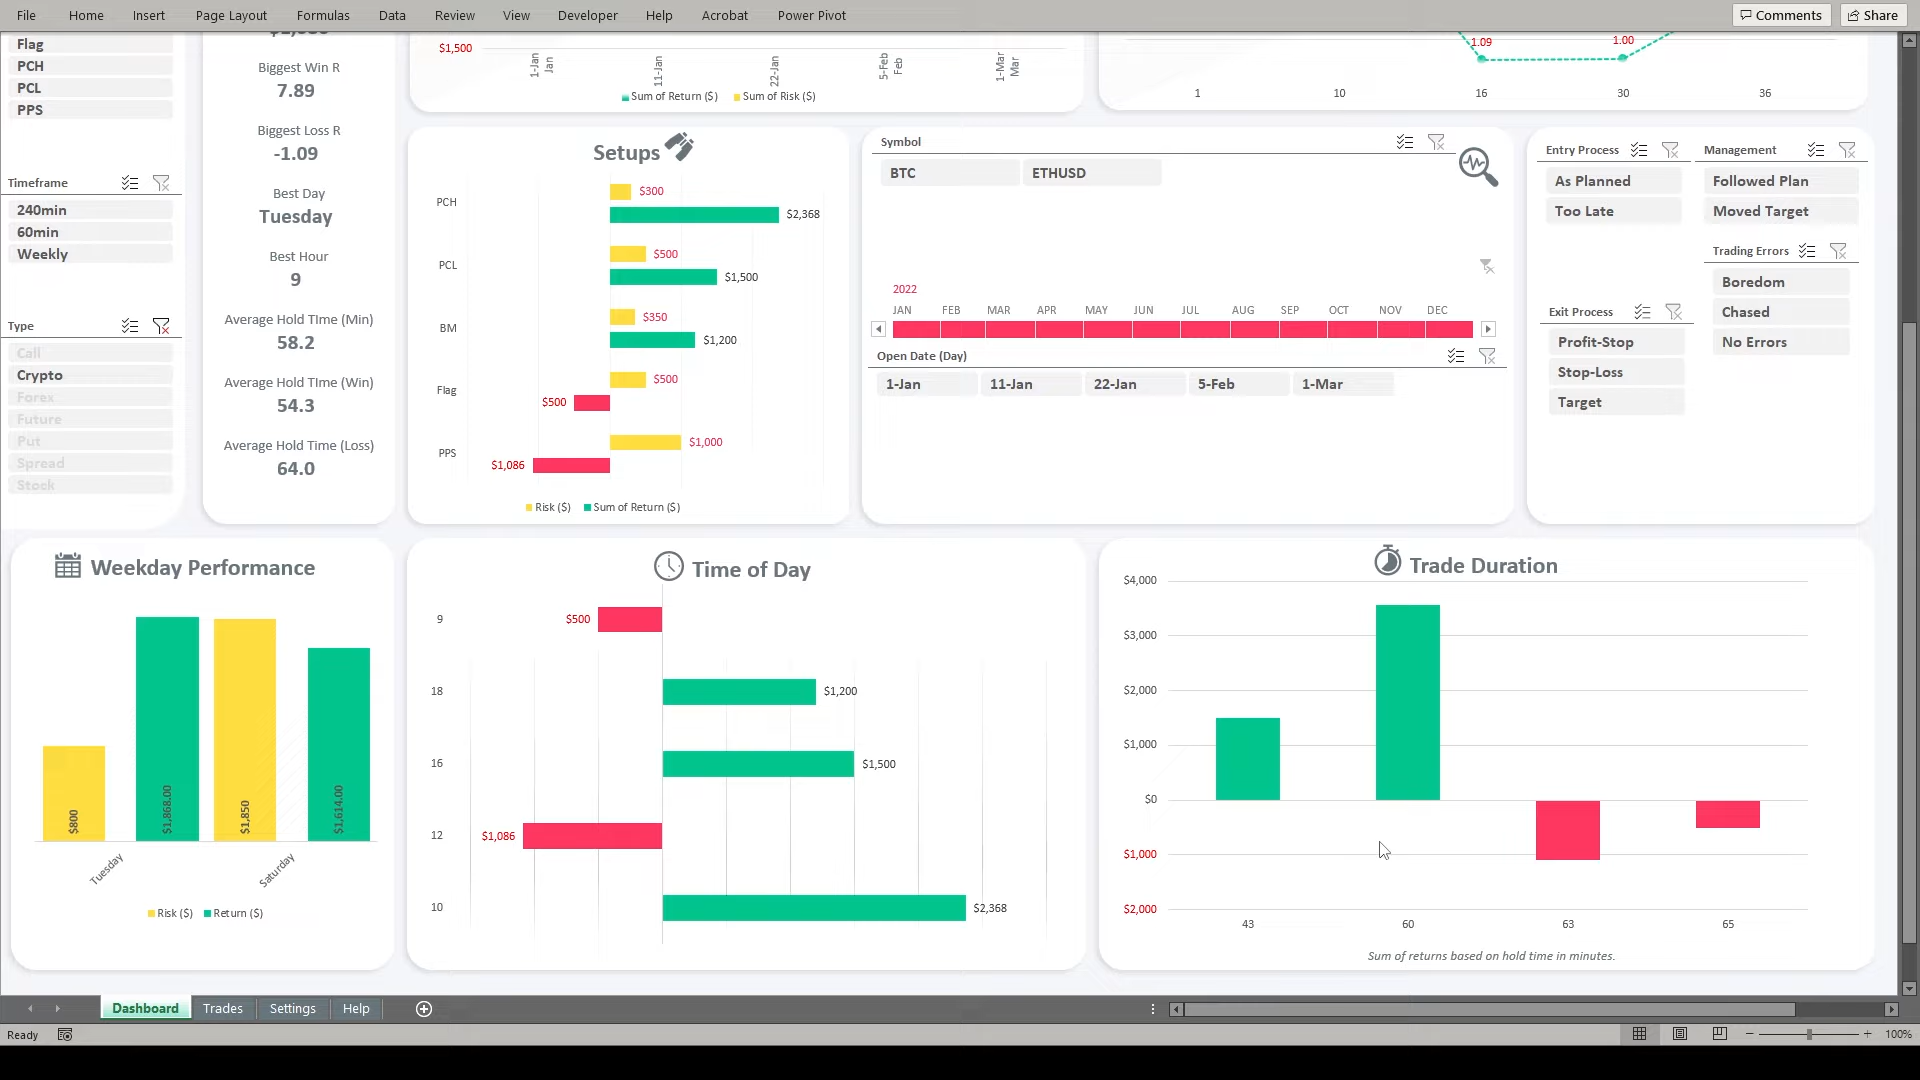 File Home Insert Page Layout Formulas Data Review View Developer Help Acrobat Power Pivot Comments Share
Flag
PCH
PCL
PPS
Timeframe
240min
60min
Weekly
Type
Call
Crypto
Forex
Future
Put
Spread
Stock
Biggest Win R
7.89
Biggest Loss R
-1.09
Best Day
Tuesday
Best Hour
9
Average Hold TIme (Min)
58.2
Average Hold TIme (Win)
54.3
Average Hold Time (Loss)
64.0
$1,500
1-Jan 11-Jan 22-Jan 5-Feb 1-Mar
Jan Feb Mar
Sum of Return ($) Sum of Risk ($)
1.09 1.00
1 10 16 30 36
Setups
PCH $300 $2,368
PCL $500 $1,500
BM $350 $1,200
Flag $500 $500
PPS $1,000 $1,086
Risk ($) Sum of Return ($)
Symbol
BTC ETHUSD
2022
JAN FEB MAR APR MAY JUN JUL AUG SEP OCT NOV DEC
Open Date (Day)
1-Jan 11-Jan 22-Jan 5-Feb 1-Mar
Entry Process
As Planned
Too Late
Management
Followed Plan
Moved Target
Trading Errors
Boredom
Chased
No Errors
Exit Process
Profit-Stop
Stop-Loss
Target
Weekday Performance
$800 $1,868.00 $1,850 $1,614.00
Tuesday Saturday
Risk ($) Return ($)
Time of Day
9 $500
18 $1,200
16 $1,500
12 $1,086
10 $2,368
Trade Duration
$4,000
$3,000
$2,000
$1,000
$0
$1,000
$2,000
43 60 63 65
Sum of returns based on hold time in minutes.
Dashboard Trades Settings Help
Ready 100%